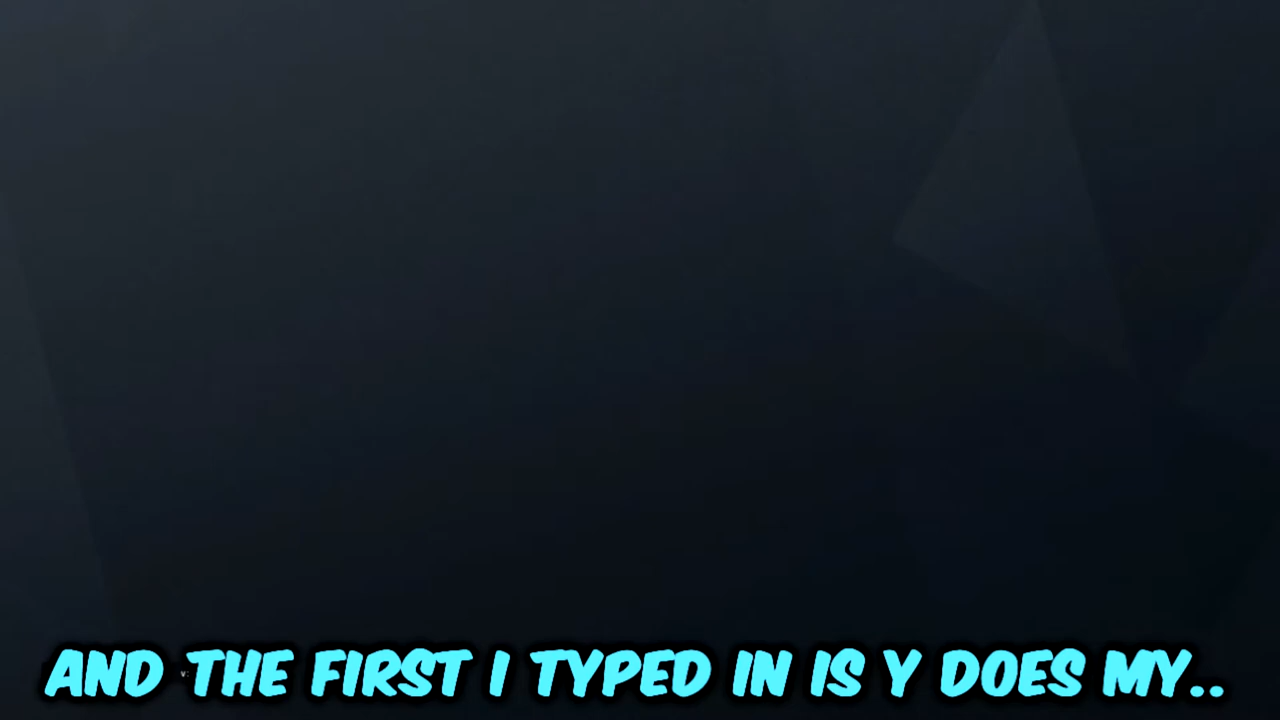 AND THE FIRST I TYPED IN IS Y DOES MY..